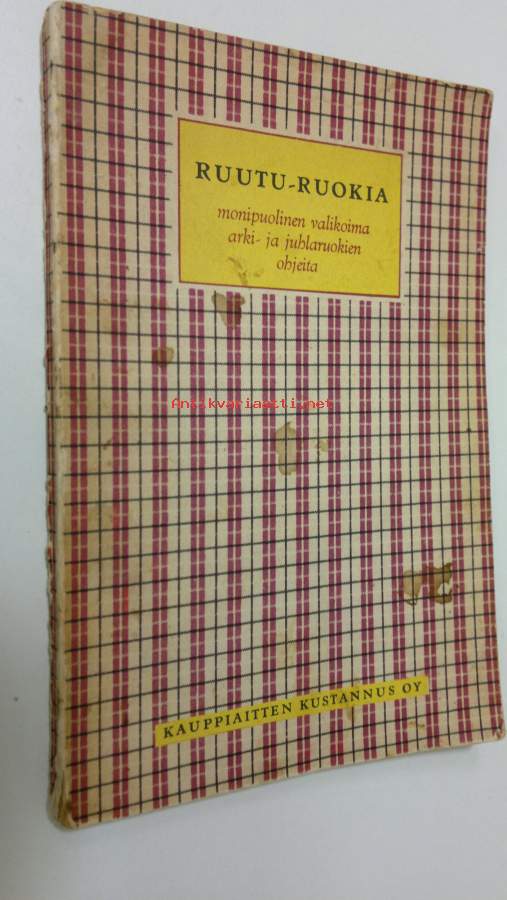 RUUTU-RUOKIA
monipuolinen valikoima
arki- ja juhlaruokien
ohjeita
Antikvariaatti.net
KAUPPIAITTEN KUSTANNUS OY